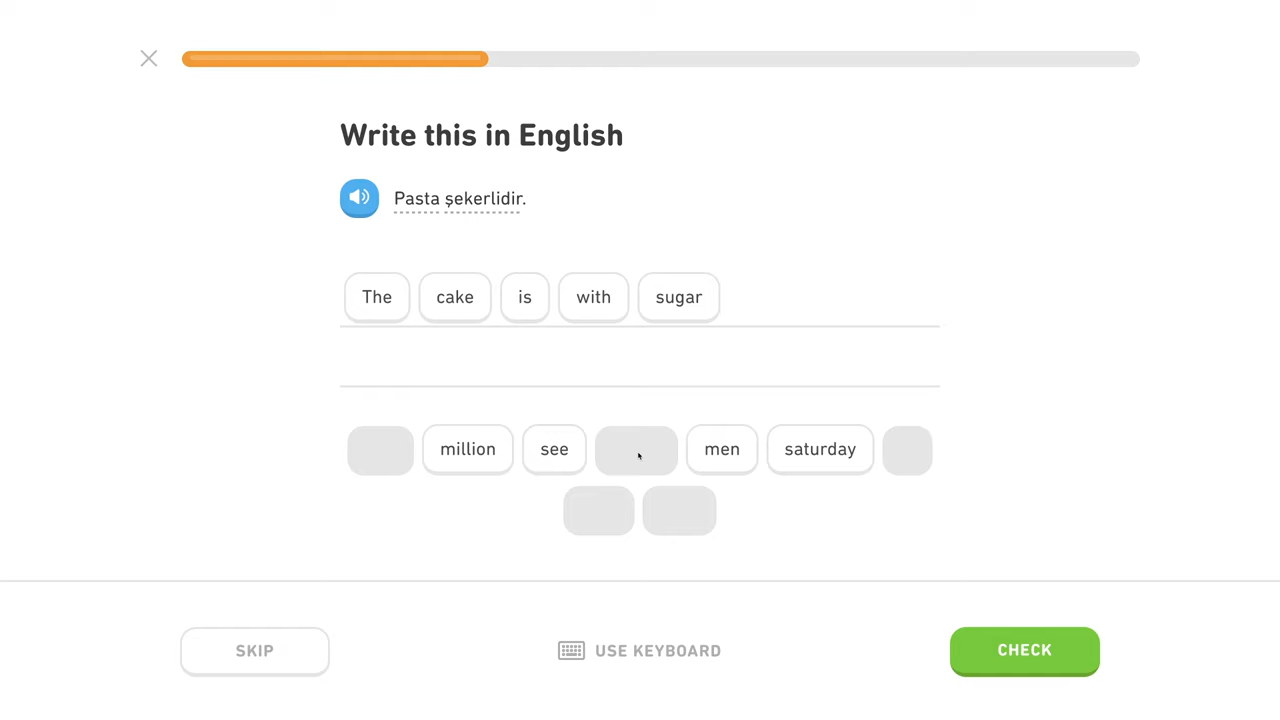 Write this in English
Pasta şekerlidir.
The cake is with sugar
million see men saturday
SKIP USE KEYBOARD CHECK